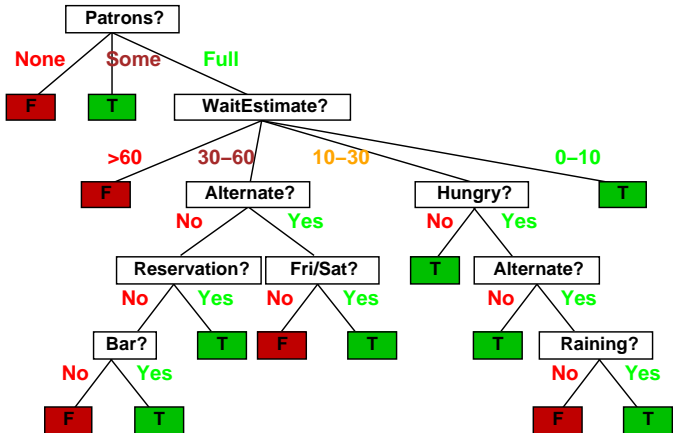 Patrons?
None Some Full
F T WaitEstimate?
>60 30–60 10–30 0–10
F Alternate? Hungry? T
No Yes No Yes
Reservation? Fri/Sat? T Alternate?
No Yes No Yes No Yes
Bar? T F T T Raining?
No Yes No Yes
F T F T